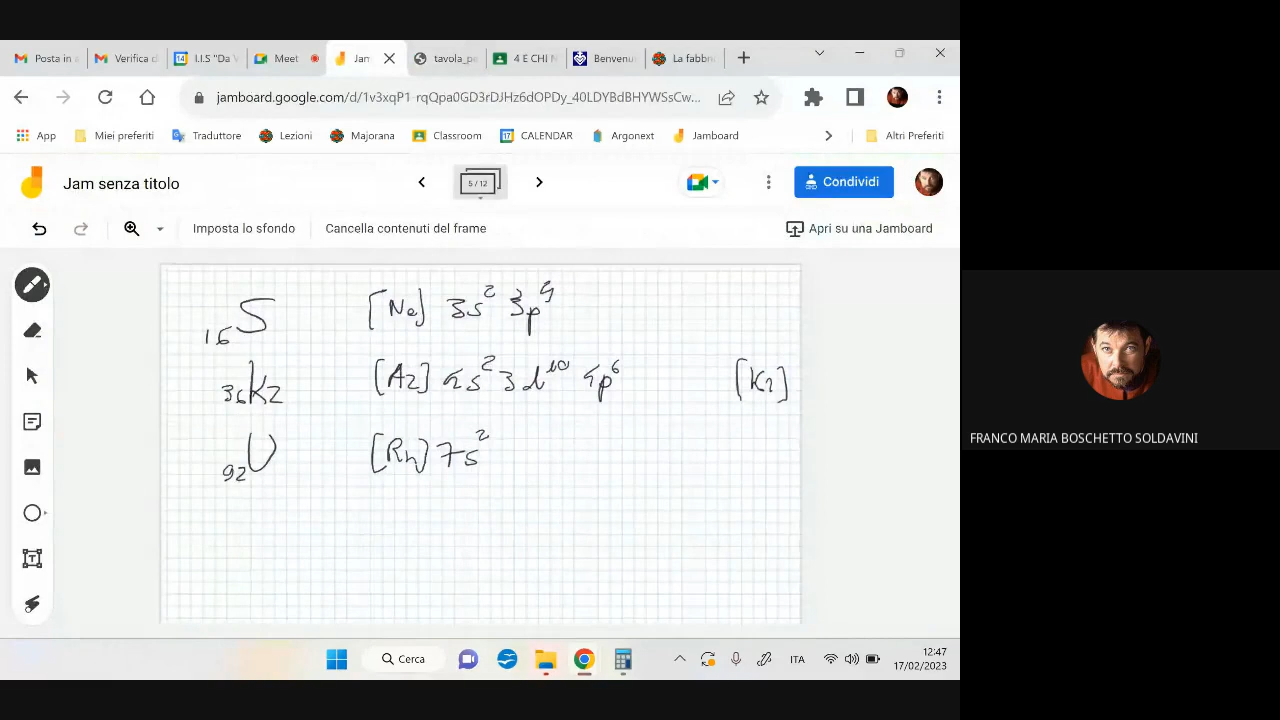 Posta in a
Verifica d
14
I.I.S "Da V
Meet
Jam
tavola_pe
4 E CHI N
Benvenu
La fabbri
jamboard.google.com/d/1v3xqP1-rqQpa0GD3rDJHz6dOPDy_40LDYBdBHYWSsCw...
App
Miei preferiti
Traduttore
Lezioni
Majorana
Classroom
17
CALENDAR
Argonext
Jamboard
Altri Preferiti
Jam senza titolo
5 / 12
Condividi
Imposta lo sfondo
Cancella contenuti del frame
Apri su una Jamboard
₁₆S [Ne] 3s² 3p⁴
₃₆Kr [Ar] 4s² 3d¹⁰ 4p⁶ [Kr]
₉₂U [Rn] 7s²
FRANCO MARIA BOSCHETTO SOLDAVINI
Cerca
ITA
12:47
17/02/2023